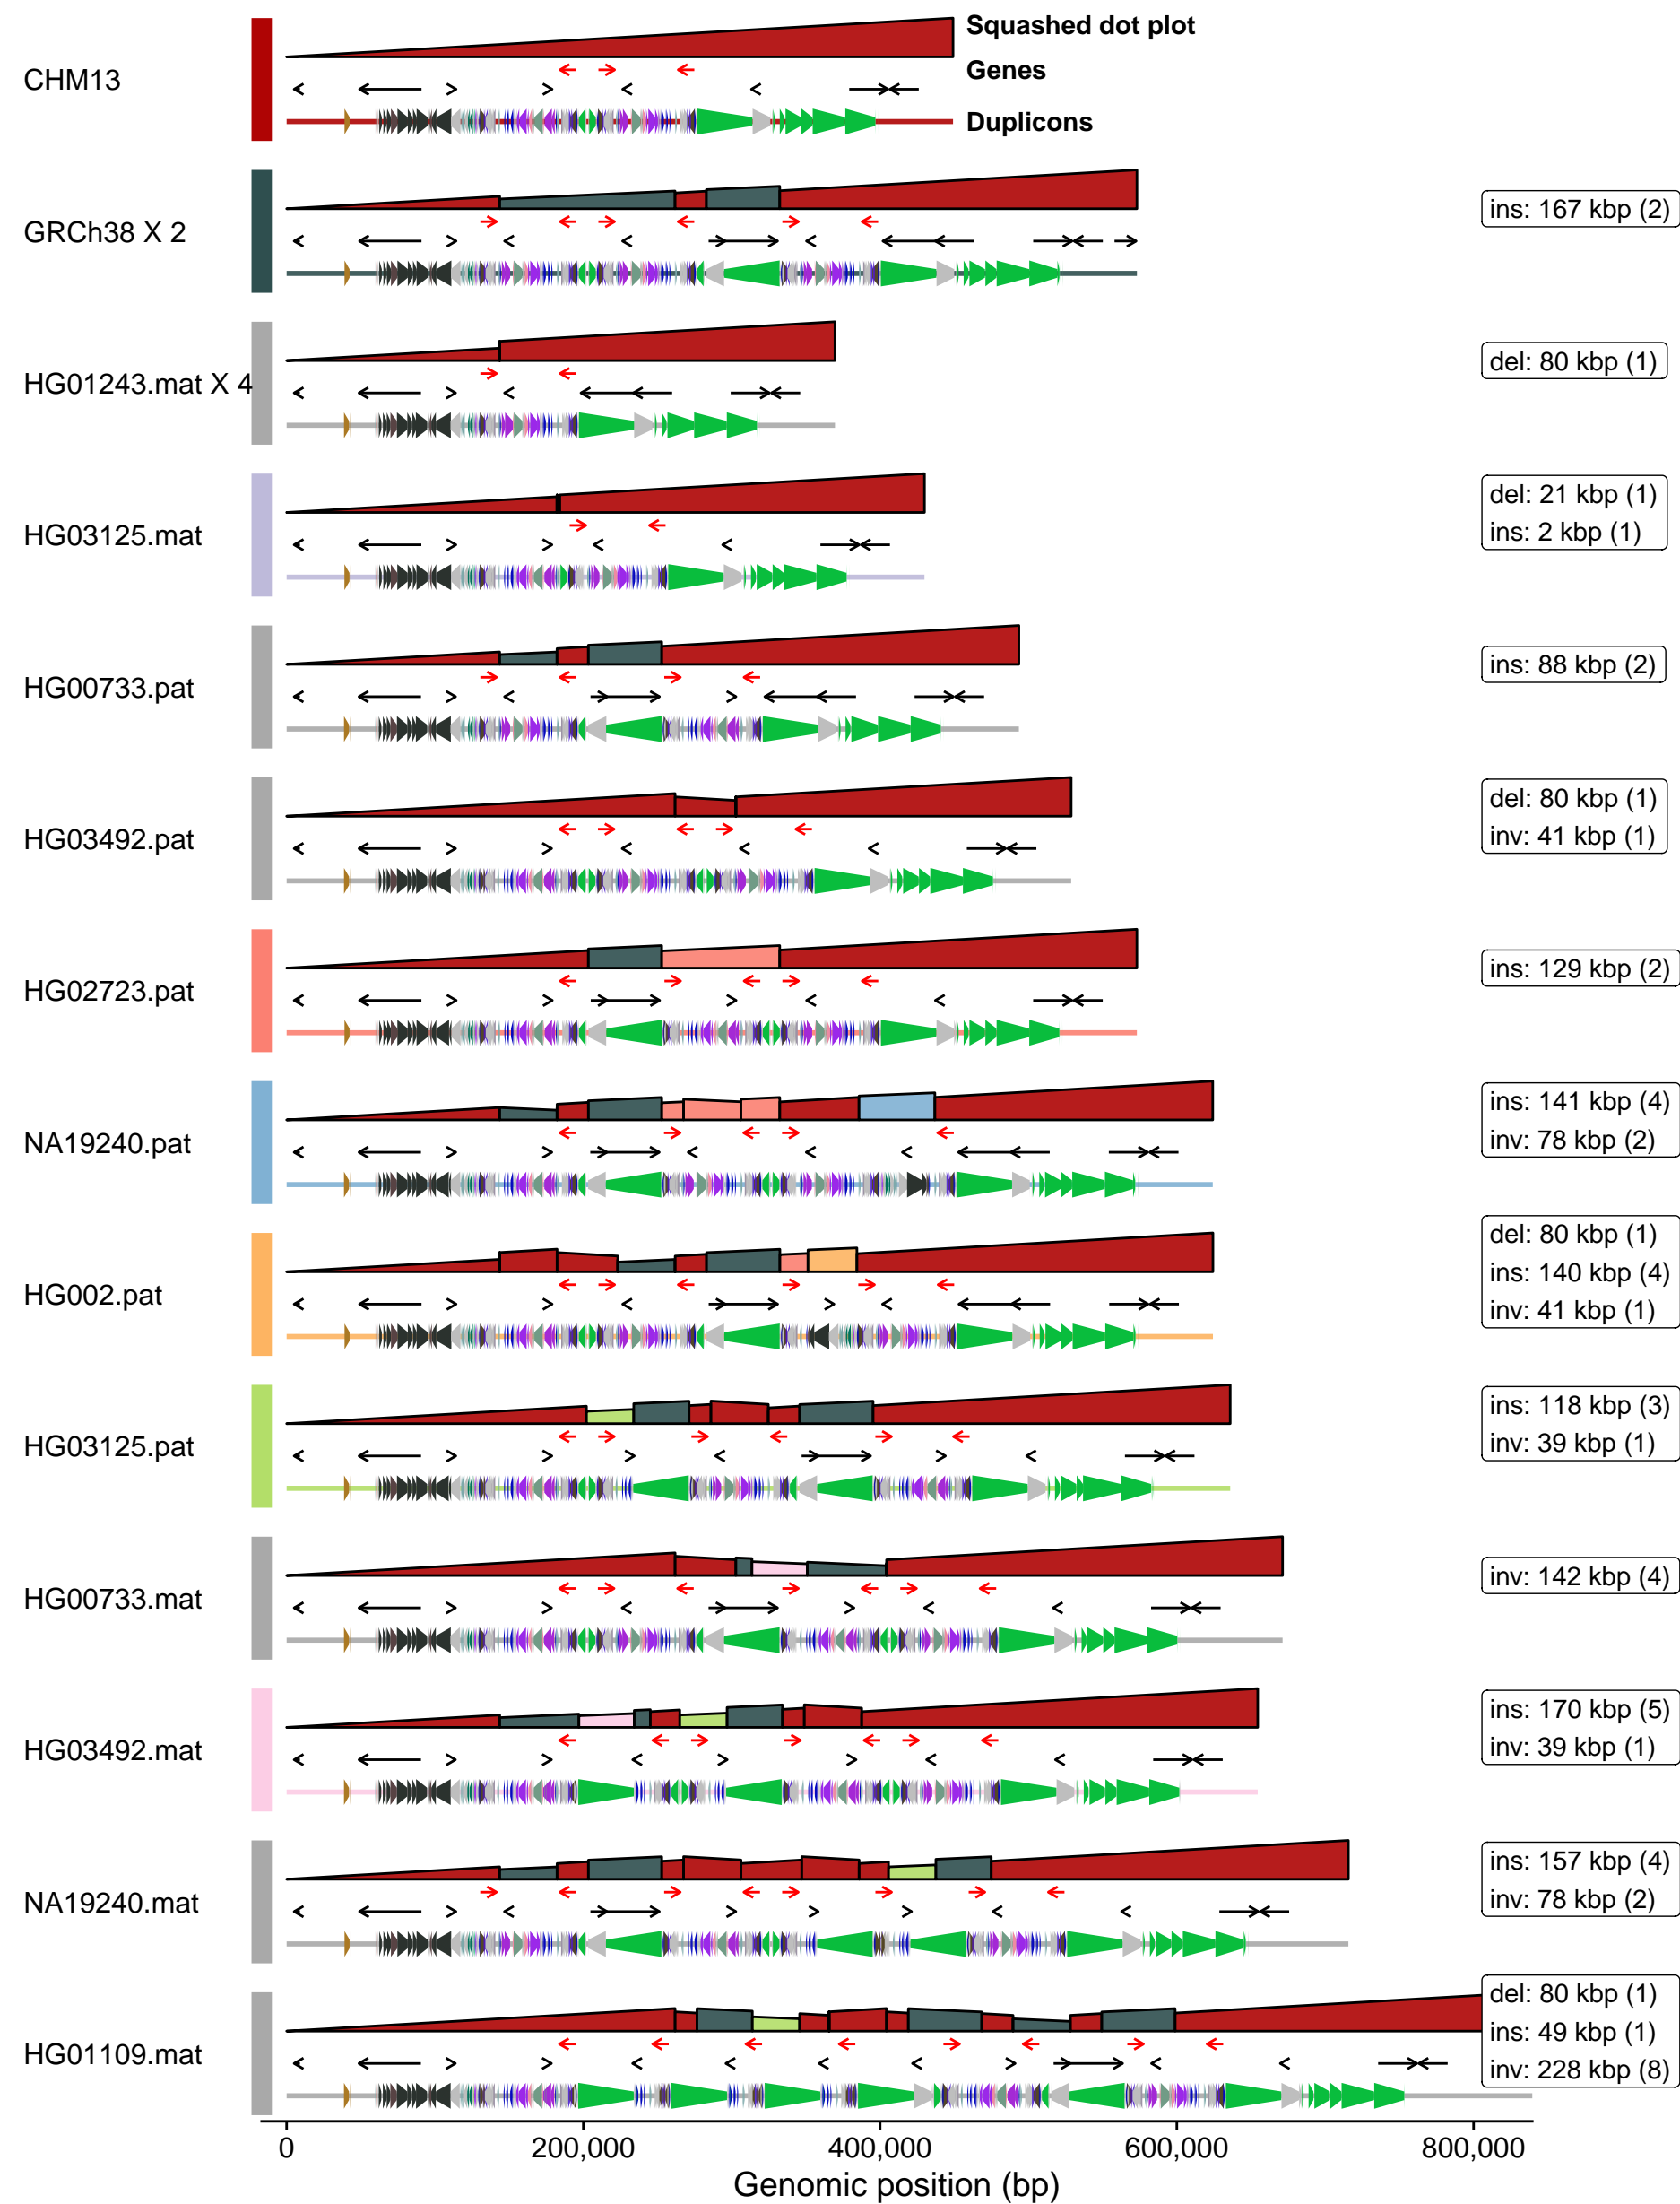 Squashed dot plot
CHM13
Genes
Duplicons
GRCh38 X 2
ins: 167 kbp (2)
HG01243.mat X 4
del: 80 kbp (1)
HG03125.mat
del: 21 kbp (1)
ins: 2 kbp (1)
HG00733.pat
ins: 88 kbp (2)
HG03492.pat
del: 80 kbp (1)
inv: 41 kbp (1)
HG02723.pat
ins: 129 kbp (2)
NA19240.pat
ins: 141 kbp (4)
inv: 78 kbp (2)
HG002.pat
del: 80 kbp (1)
ins: 140 kbp (4)
inv: 41 kbp (1)
HG03125.pat
ins: 118 kbp (3)
inv: 39 kbp (1)
HG00733.mat
inv: 142 kbp (4)
HG03492.mat
ins: 170 kbp (5)
inv: 39 kbp (1)
NA19240.mat
ins: 157 kbp (4)
inv: 78 kbp (2)
HG01109.mat
del: 80 kbp (1)
ins: 49 kbp (1)
inv: 228 kbp (8)
0 200,000 400,000 600,000 800,000
Genomic position (bp)